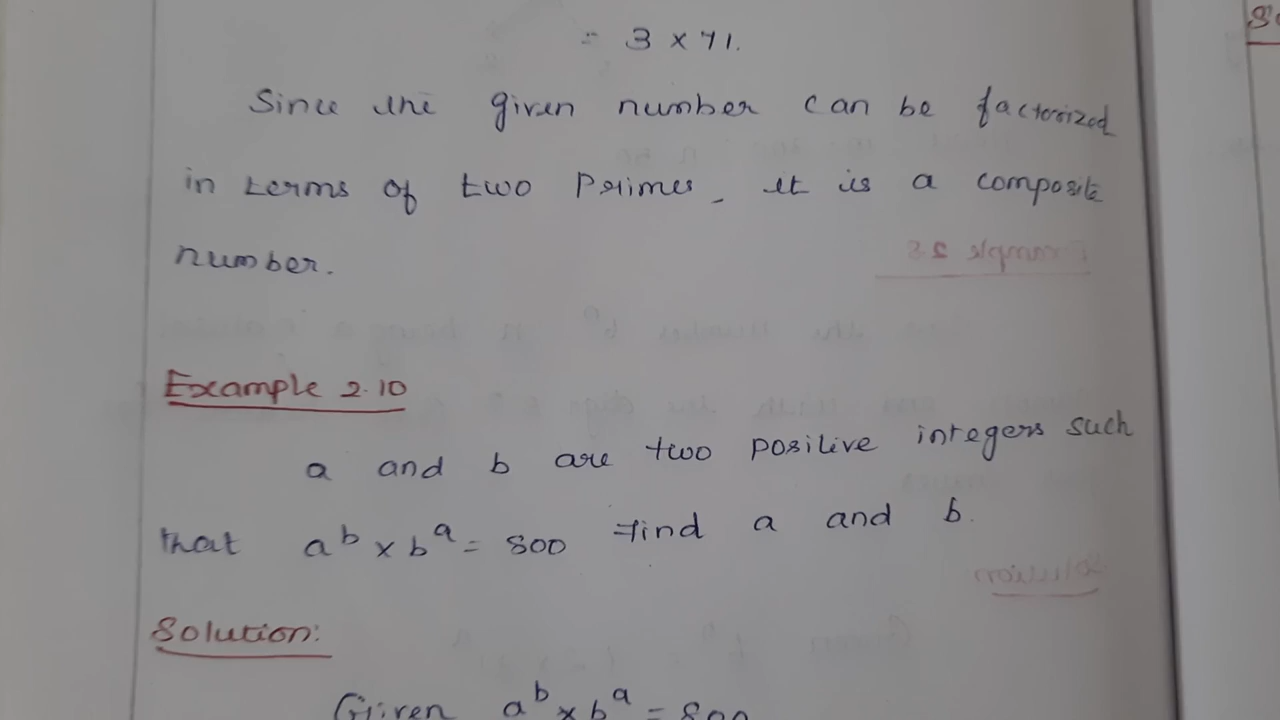 = 3 × 71.
Since the given number can be factorized
in terms of two Primes, it is a composite
number.
Example 2.10
a and b are two positive integers such
that a^b × b^a = 800 Find a and b.
Solution:
Given a^b × b^a = 800